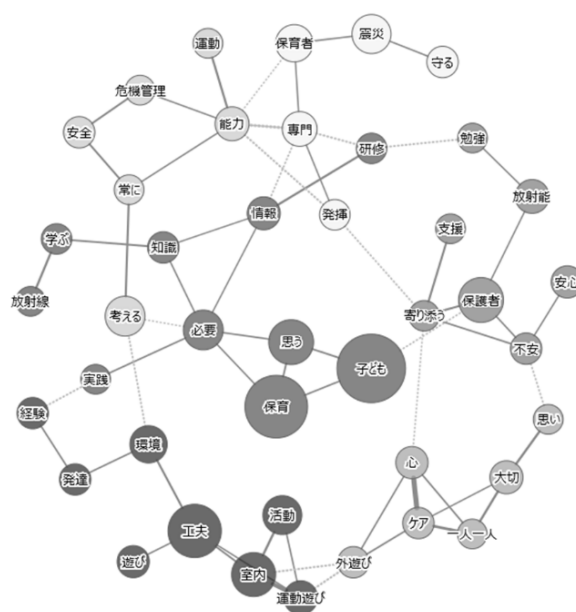 震災
保育者
運動
守る
危機管理
能力
専門
安全
研修
勉強
常に
放射能
情報
発揮
支援
学ぶ
知識
安心
放射線
保護者
考える
寄り添う
必要
思う
不安
子ども
実践
保育
経験
思い
環境
心
発達
大切
活動
ケア
工夫
一人一人
遊び
外遊び
室内
運動遊び